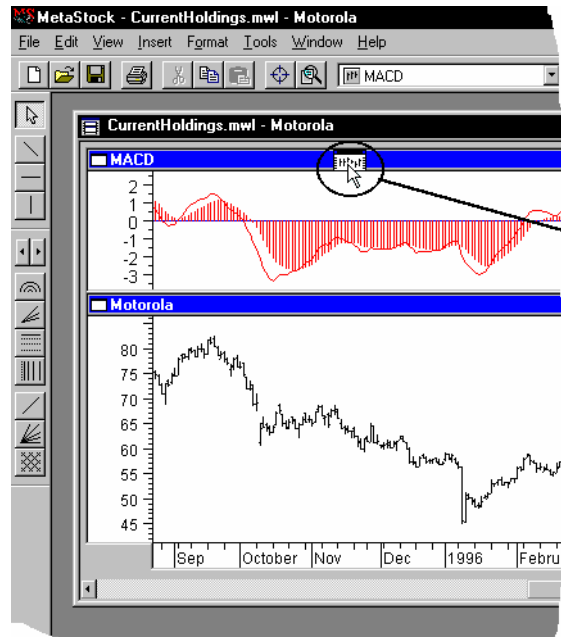 MetaStock - CurrentHoldings.mwl - Motorola
File Edit View Insert Format Tools Window Help
MACD
CurrentHoldings.mwl - Motorola
MACD
2
1
0
-1
-2
-3
Motorola
80
75
70
65
60
55
50
45
Sep October Nov Dec 1996 Febru